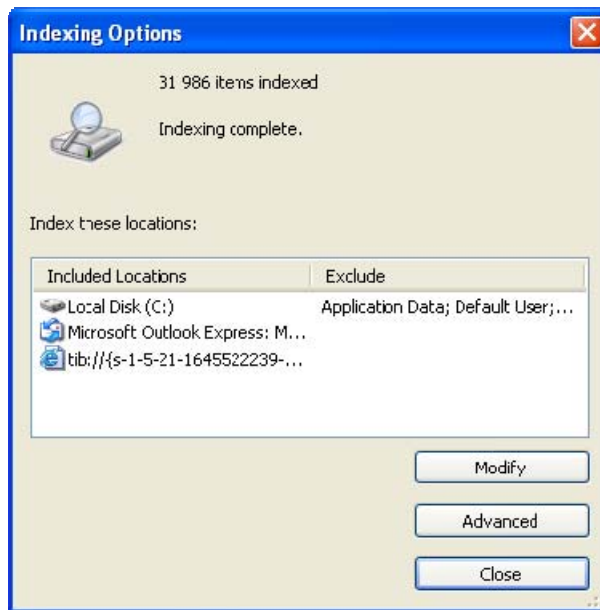 Indexing Options
31 986 items indexed
Indexing complete.
Index these locations:
Included Locations Exclude
Local Disk (C:) Application Data; Default User;...
Microsoft Outlook Express: M...
tib://{s-1-5-21-1645522239-...
Modify
Advanced
Close